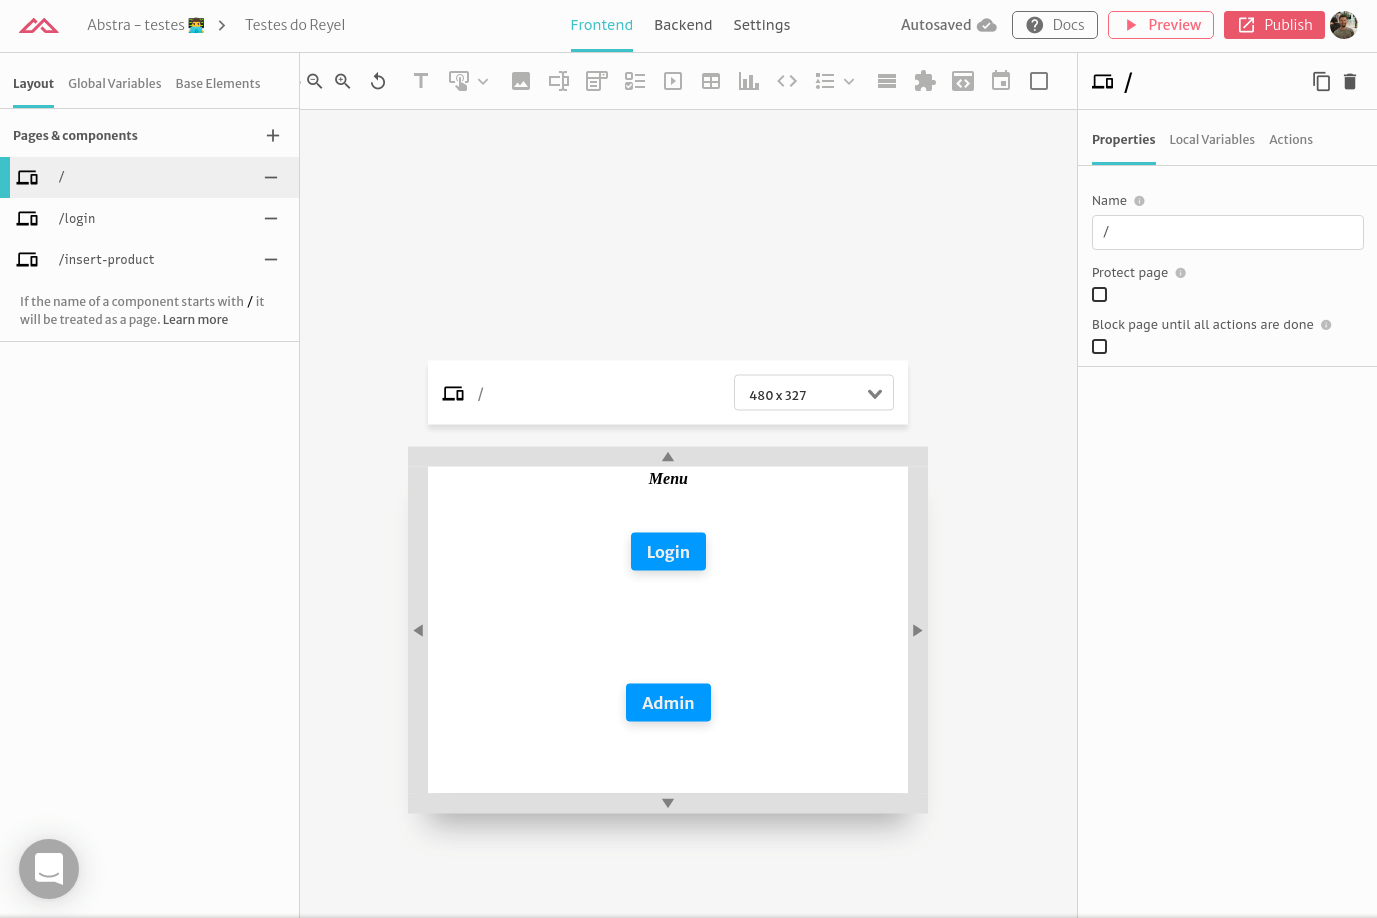 Abstra - testes 👨‍💻 > Testes do Reyel
Frontend Backend Settings
Autosaved Docs Preview Publish
Layout Global Variables Base Elements
Pages & components
/
/login
/insert-product
If the name of a component starts with / it
will be treated as a page. Learn more
/
480 x 327
Menu
Login
Admin
/
Properties Local Variables Actions
Name
/
Protect page
Block page until all actions are done